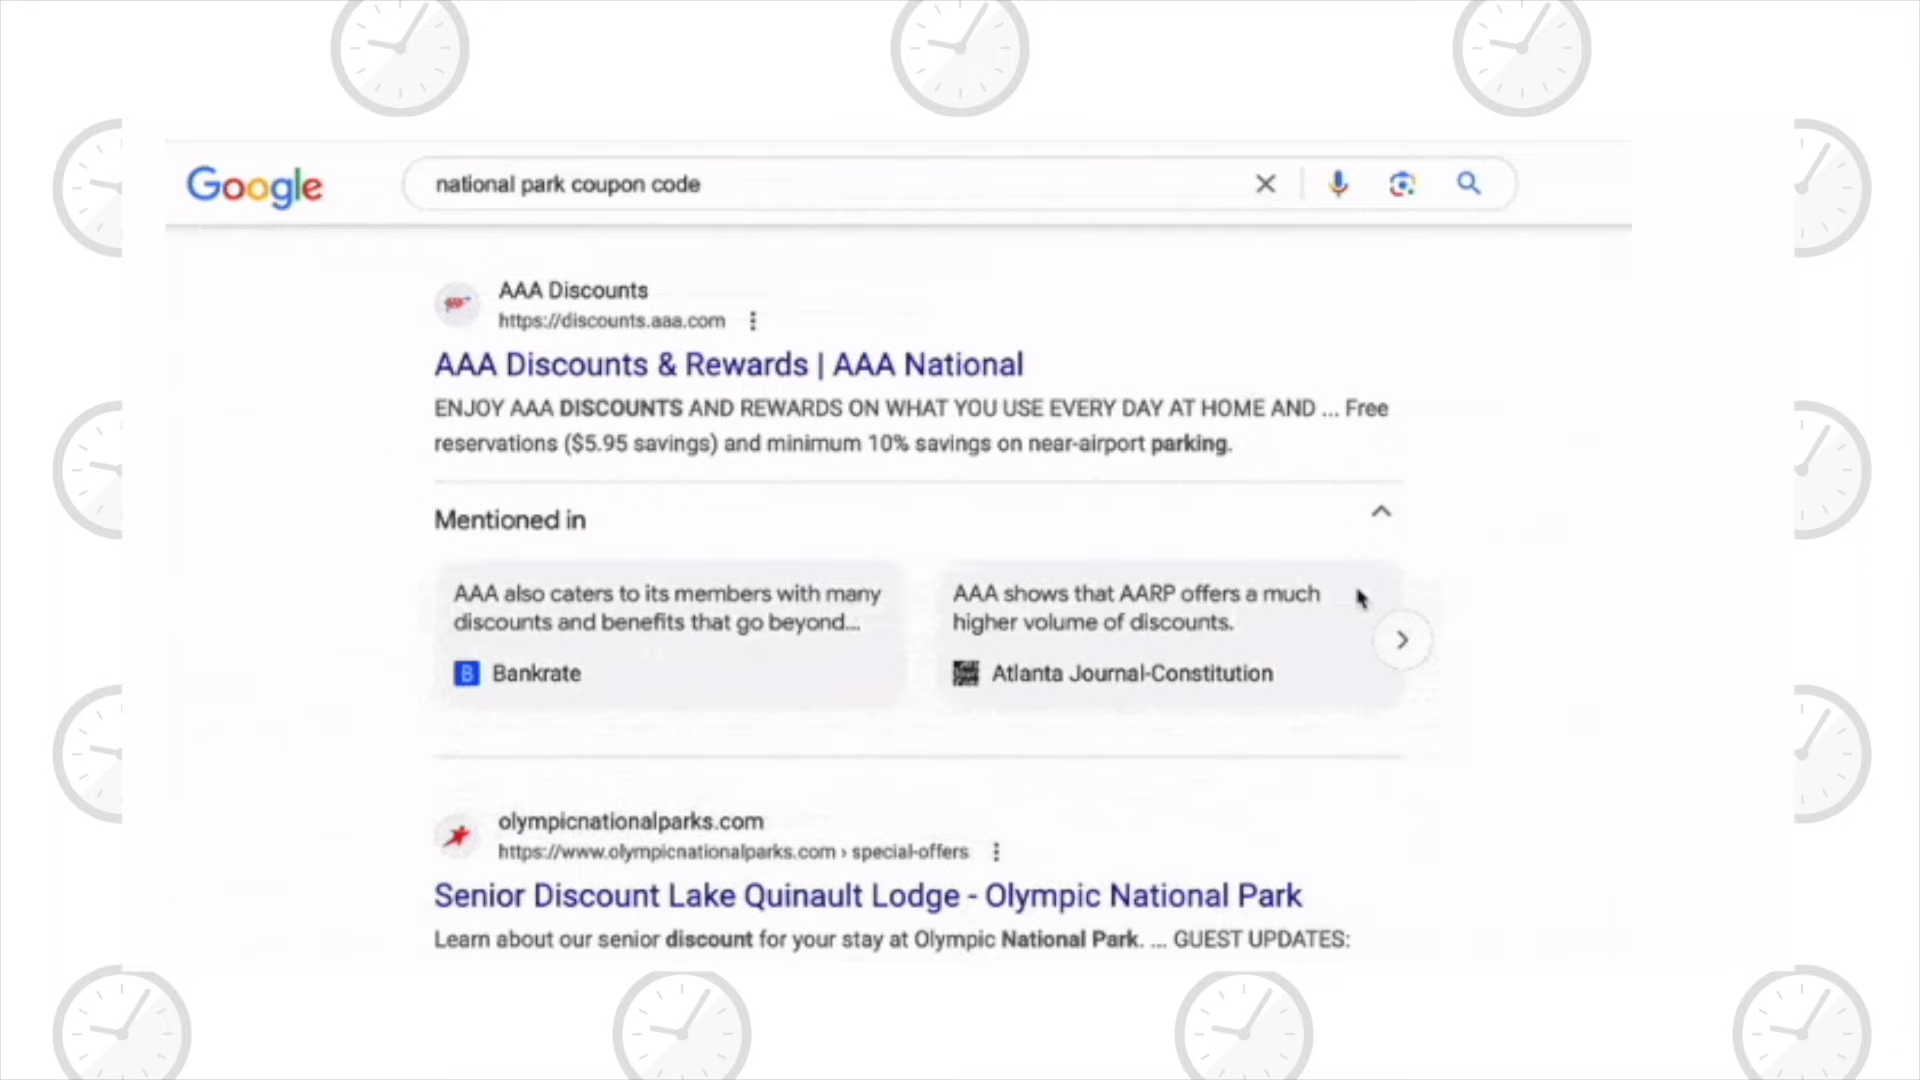 Google
national park coupon code
AAA Discounts
https://discounts.aaa.com
AAA Discounts & Rewards | AAA National
ENJOY AAA DISCOUNTS AND REWARDS ON WHAT YOU USE EVERY DAY AT HOME AND ... Free
reservations ($5.95 savings) and minimum 10% savings on near-airport parking.
Mentioned in
AAA also caters to its members with many
discounts and benefits that go beyond...
B Bankrate
AAA shows that AARP offers a much
higher volume of discounts.
Atlanta Journal-Constitution
olympicnationalparks.com
https://www.olympicnationalparks.com › special-offers
Senior Discount Lake Quinault Lodge - Olympic National Park
Learn about our senior discount for your stay at Olympic National Park. ... GUEST UPDATES: